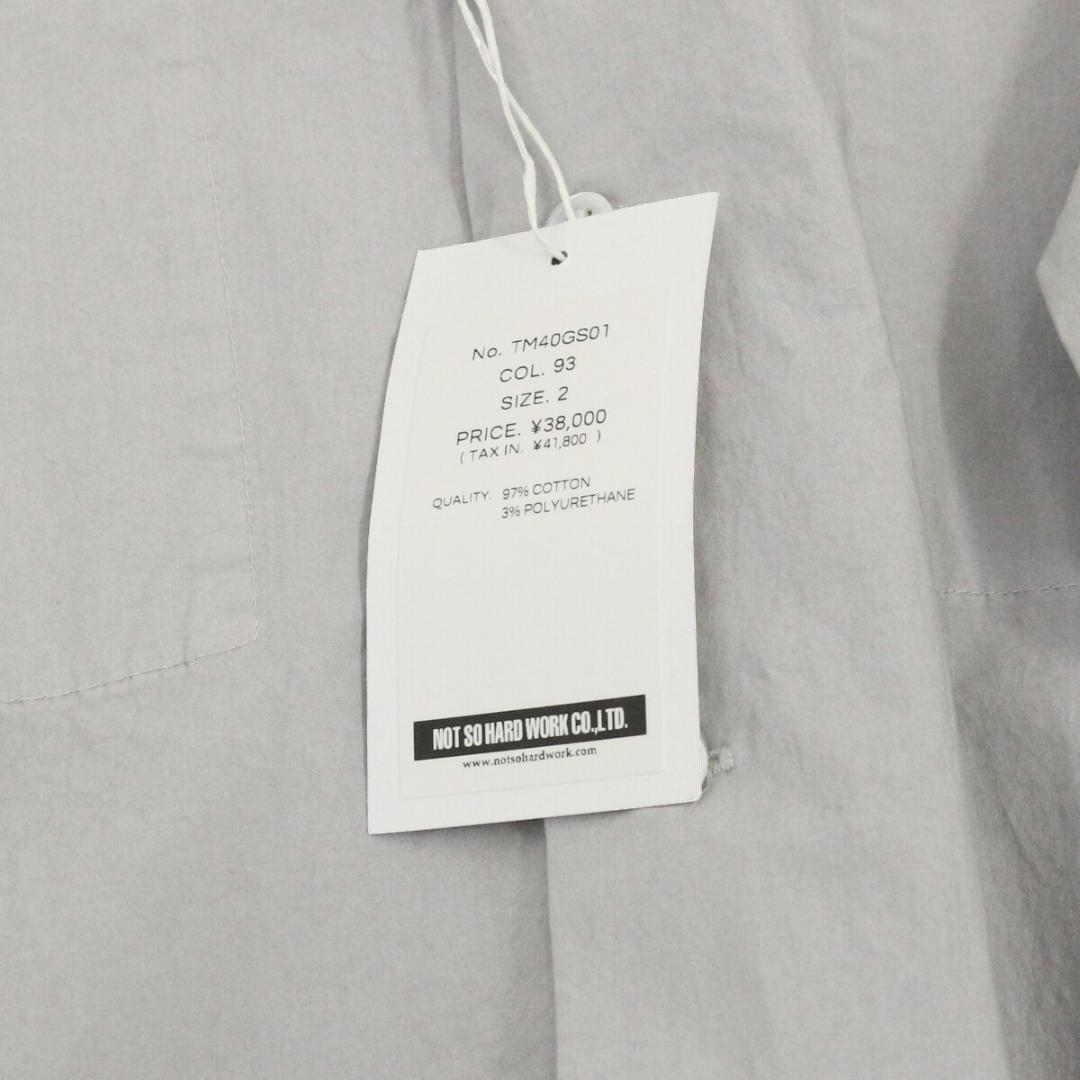 No. TM40GS01
COL. 93
SIZE. 2
PRICE. ¥38,000
( TAX IN. ¥41,800 )
QUALITY. 97% COTTON
3% POLYURETHANE
NOT SO HARD WORK CO.,LTD.
www.notsohardwork.com